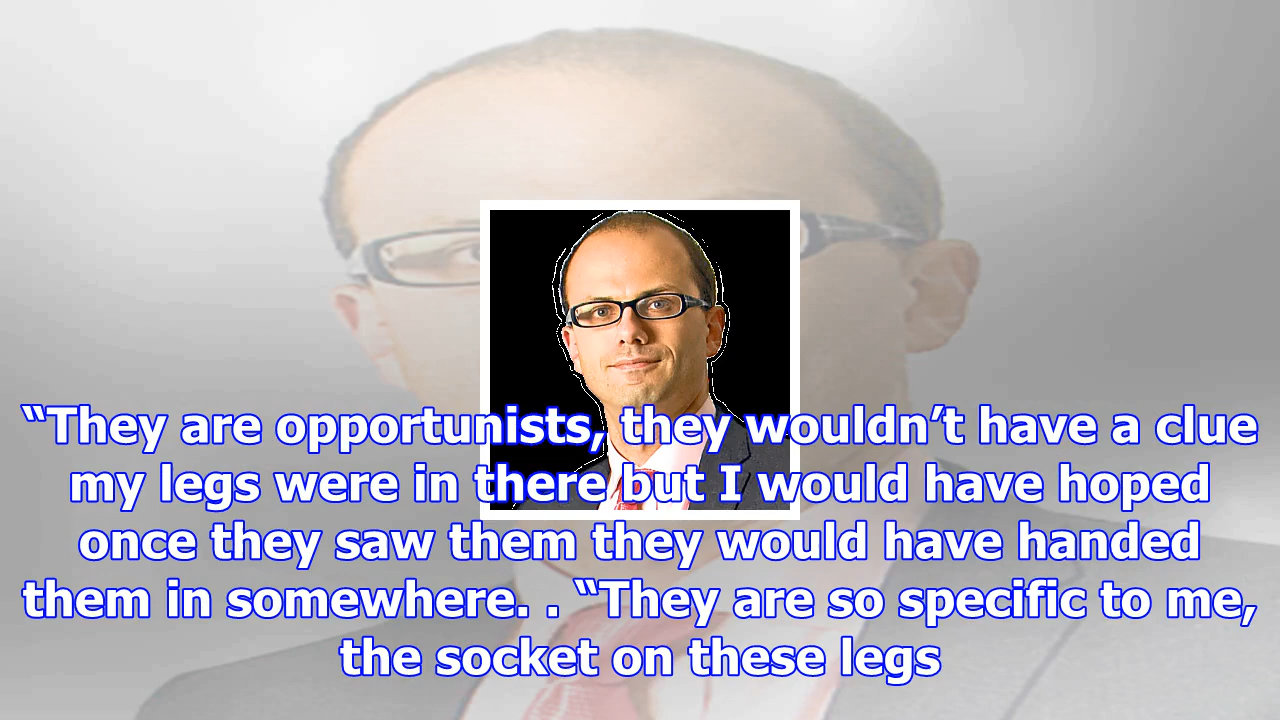 “They are opportunists, they wouldn’t have a clue
my legs were in there but I would have hoped
once they saw them they would have handed
them in somewhere. . “They are so specific to me,
the socket on these legs